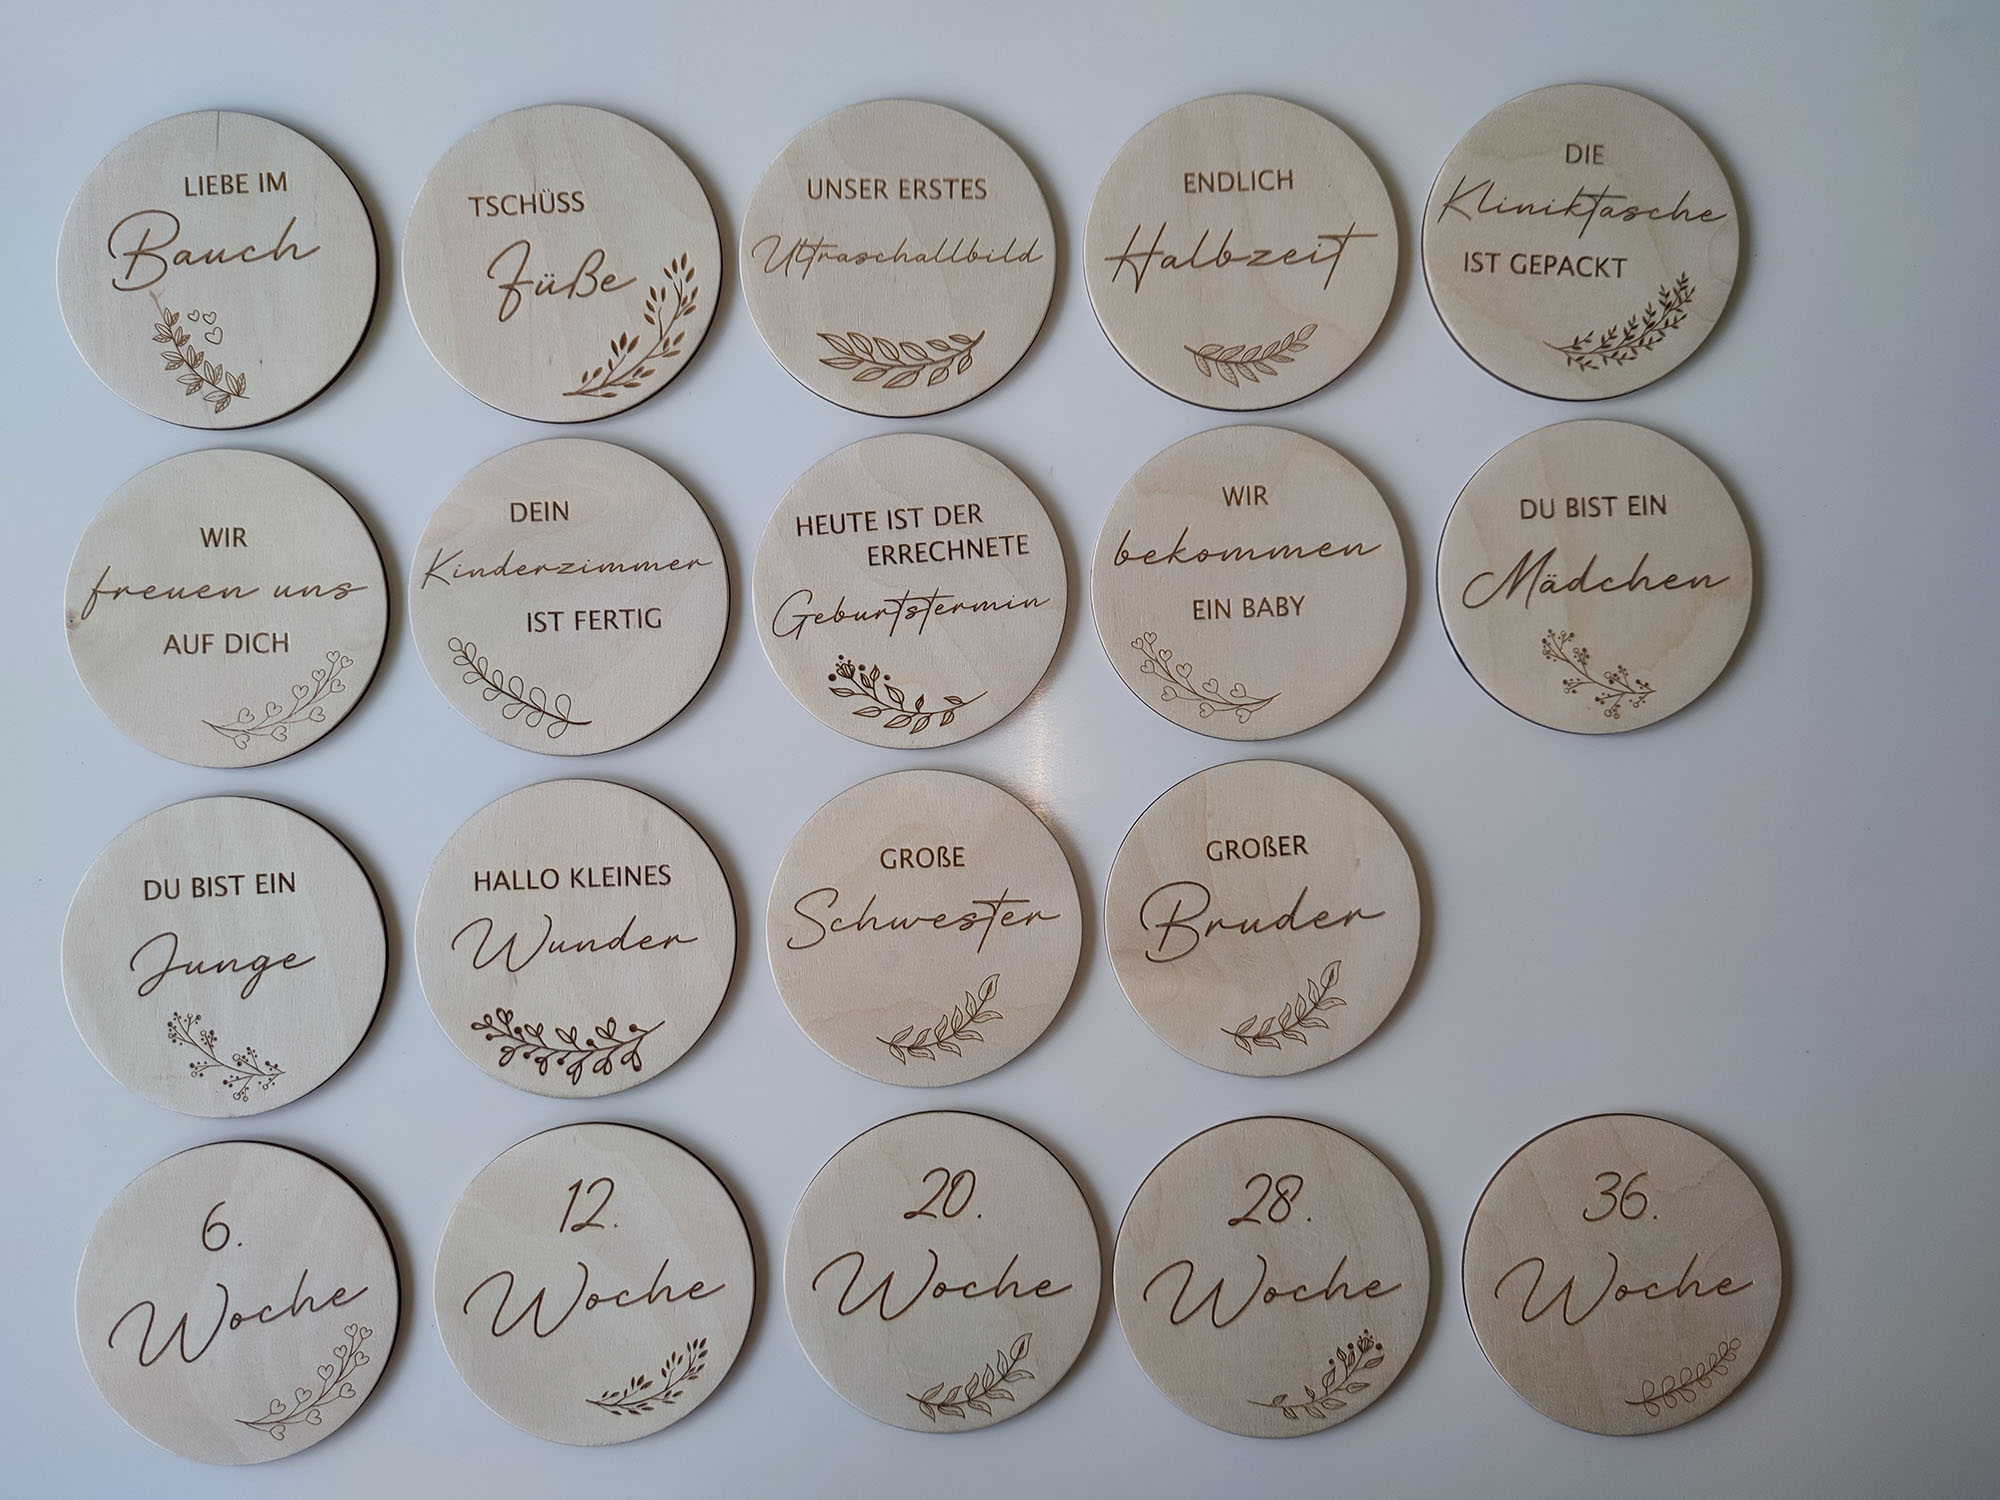 LIEBE IM
Bauch
TSCHÜSS
Füße
UNSER ERSTES
Ultraschallbild
ENDLICH
Halbzeit
DIE
Kliniktasche
IST GEPACKT
WIR
freuen uns
AUF DICH
DEIN
Kinderzimmer
IST FERTIG
HEUTE IST DER
ERRECHNETE
Geburtstermin
WIR
bekommen
EIN BABY
DU BIST EIN
Mädchen
DU BIST EIN
Junge
HALLO KLEINES
Wunder
GROßE
Schwester
GROßER
Bruder
6.
Woche
12.
Woche
20.
Woche
28.
Woche
36.
Woche